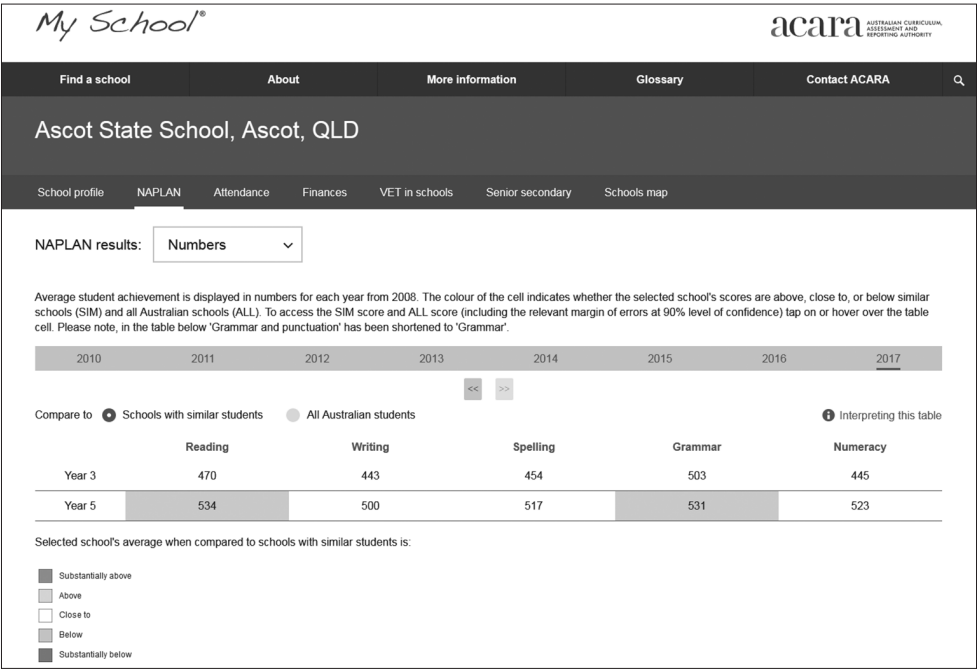 My School®
acara AUSTRALIAN CURRICULUM, ASSESSMENT AND REPORTING AUTHORITY
Find a school About More information Glossary Contact ACARA
Ascot State School, Ascot, QLD
School profile NAPLAN Attendance Finances VET in schools Senior secondary Schools map
NAPLAN results: Numbers
Average student achievement is displayed in numbers for each year from 2008. The colour of the cell indicates whether the selected school's scores are above, close to, or below similar
schools (SIM) and all Australian schools (ALL). To access the SIM score and ALL score (including the relevant margin of errors at 90% level of confidence) tap on or hover over the table
cell. Please note, in the table below 'Grammar and punctuation' has been shortened to 'Grammar'.
2010 2011 2012 2013 2014 2015 2016 2017
<< >>
Compare to Schools with similar students All Australian students Interpreting this table
Reading Writing Spelling Grammar Numeracy
Year 3 470 443 454 503 445
Year 5 534 500 517 531 523
Selected school's average when compared to schools with similar students is:
Substantially above
Above
Close to
Below
Substantially below